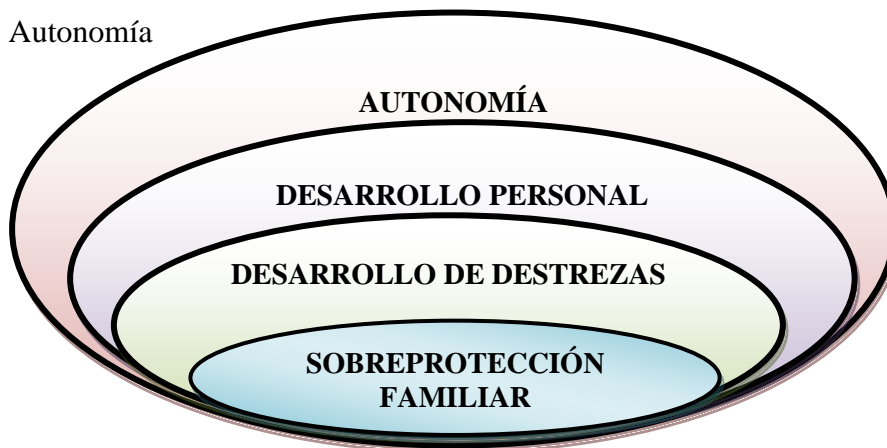 Autonomía
AUTONOMÍA
DESARROLLO PERSONAL
DESARROLLO DE DESTREZAS
SOBREPROTECCIÓN
FAMILIAR